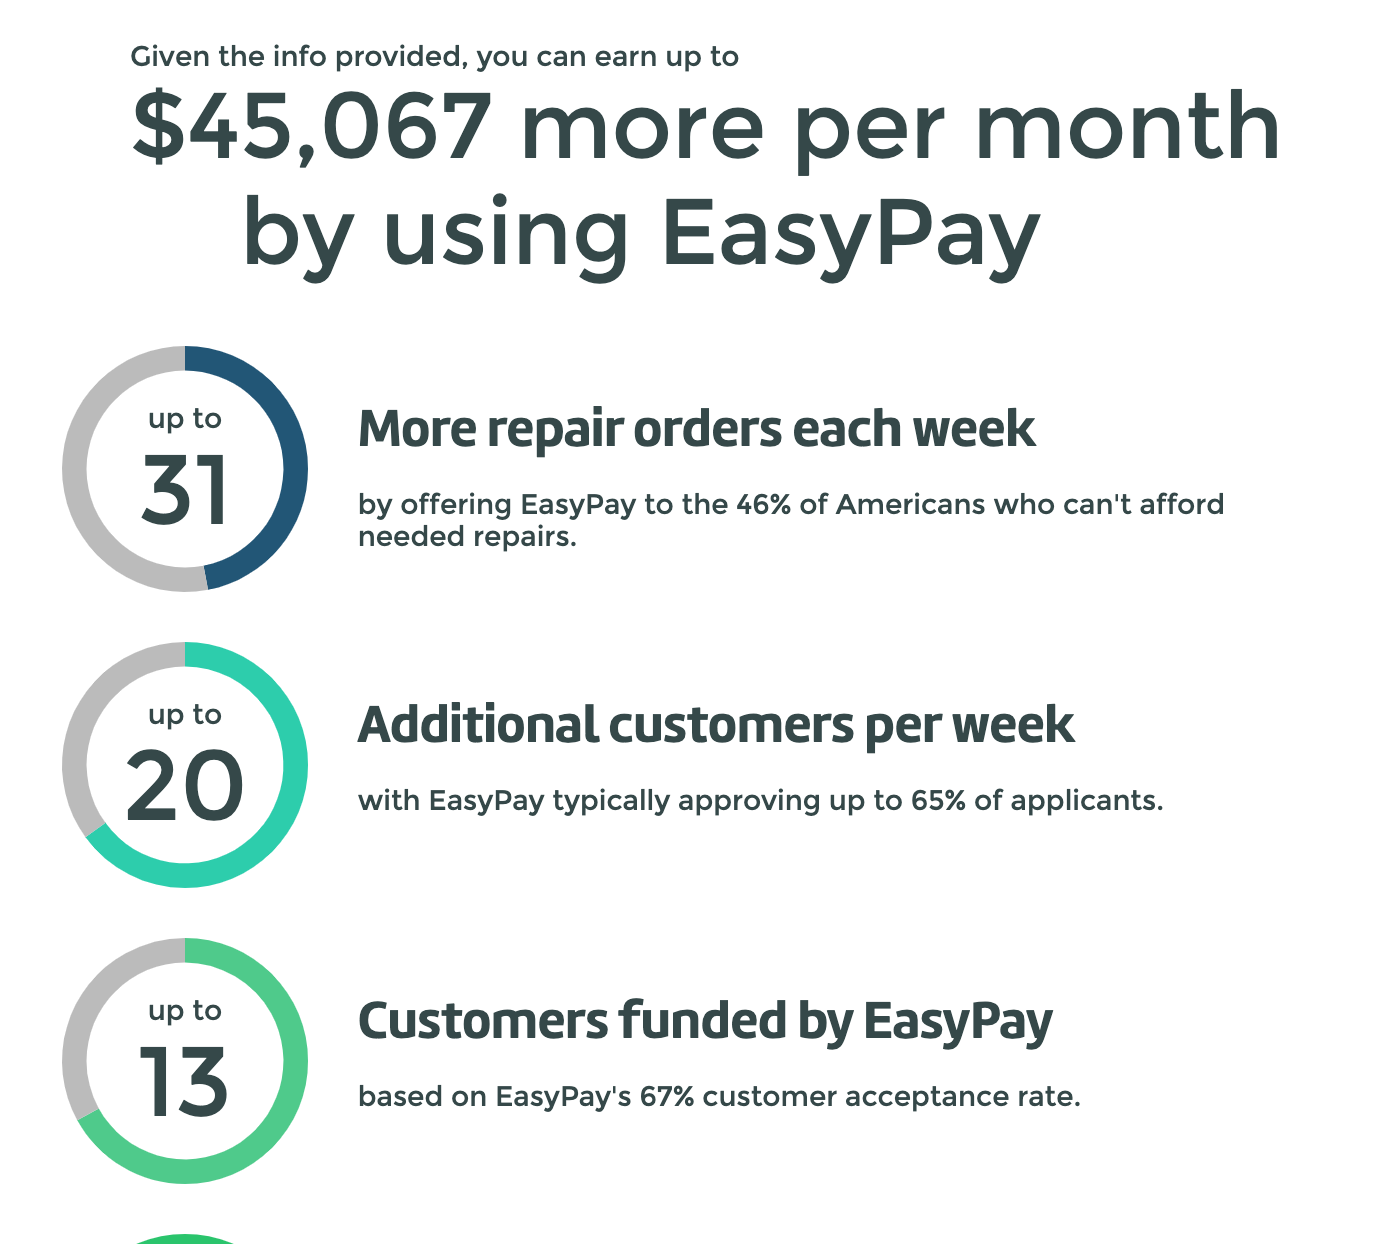 Given the info provided, you can earn up to
$45,067 more per month
by using EasyPay
up to
31
More repair orders each week
by offering EasyPay to the 46% of Americans who can't afford
needed repairs.
up to
20
Additional customers per week
with EasyPay typically approving up to 65% of applicants.
up to
13
Customers funded by EasyPay
based on EasyPay's 67% customer acceptance rate.